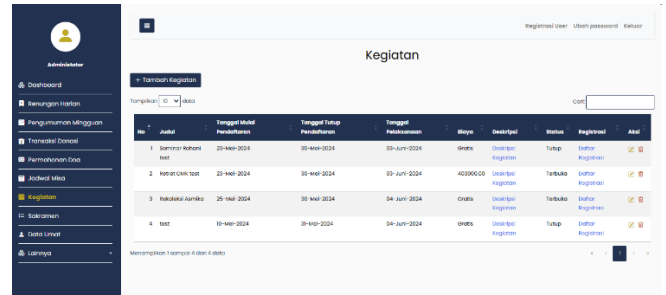 Registrasi User Ubah password Keluar
Administator
Kegiatan
Dashboard
+ Tambah Kegiatan
Renungan Harian
Tampilkan 10 data
Cari:
Pengumuman Mingguan
Transaksi Donasi
Permohonan Doa
Jadwal Misa
Kegiatan
Sakramen
Data Umat
Lainnya
No Judul Tanggal Mulai Pendaftaran Tanggal Tutup Pendaftaran Tanggal Pelaksanaan Biaya Deskripsi Status Registrasi Aksi
1 Seminar Rohani test 23-Mei-2024 30-Mei-2024 03-Juni-2024 Gratis Deskripsi Kegiatan Tutup Daftar Registrasi
2 Retret OMK test 23-Mei-2024 30-Mei-2024 03-Juni-2024 400000.00 Deskripsi Kegiatan Terbuka Daftar Registrasi
3 Rekoleksi Asmika 25-Mei-2024 30-Mei-2024 04-Juni-2024 Gratis Deskripsi Kegiatan Terbuka Daftar Registrasi
4 test 10-Mei-2024 31-Mei-2024 04-Juni-2024 Gratis Deskripsi Kegiatan Tutup Daftar Registrasi
Menampilkan 1 sampai 4 dari 4 data
« ‹ 1 › »